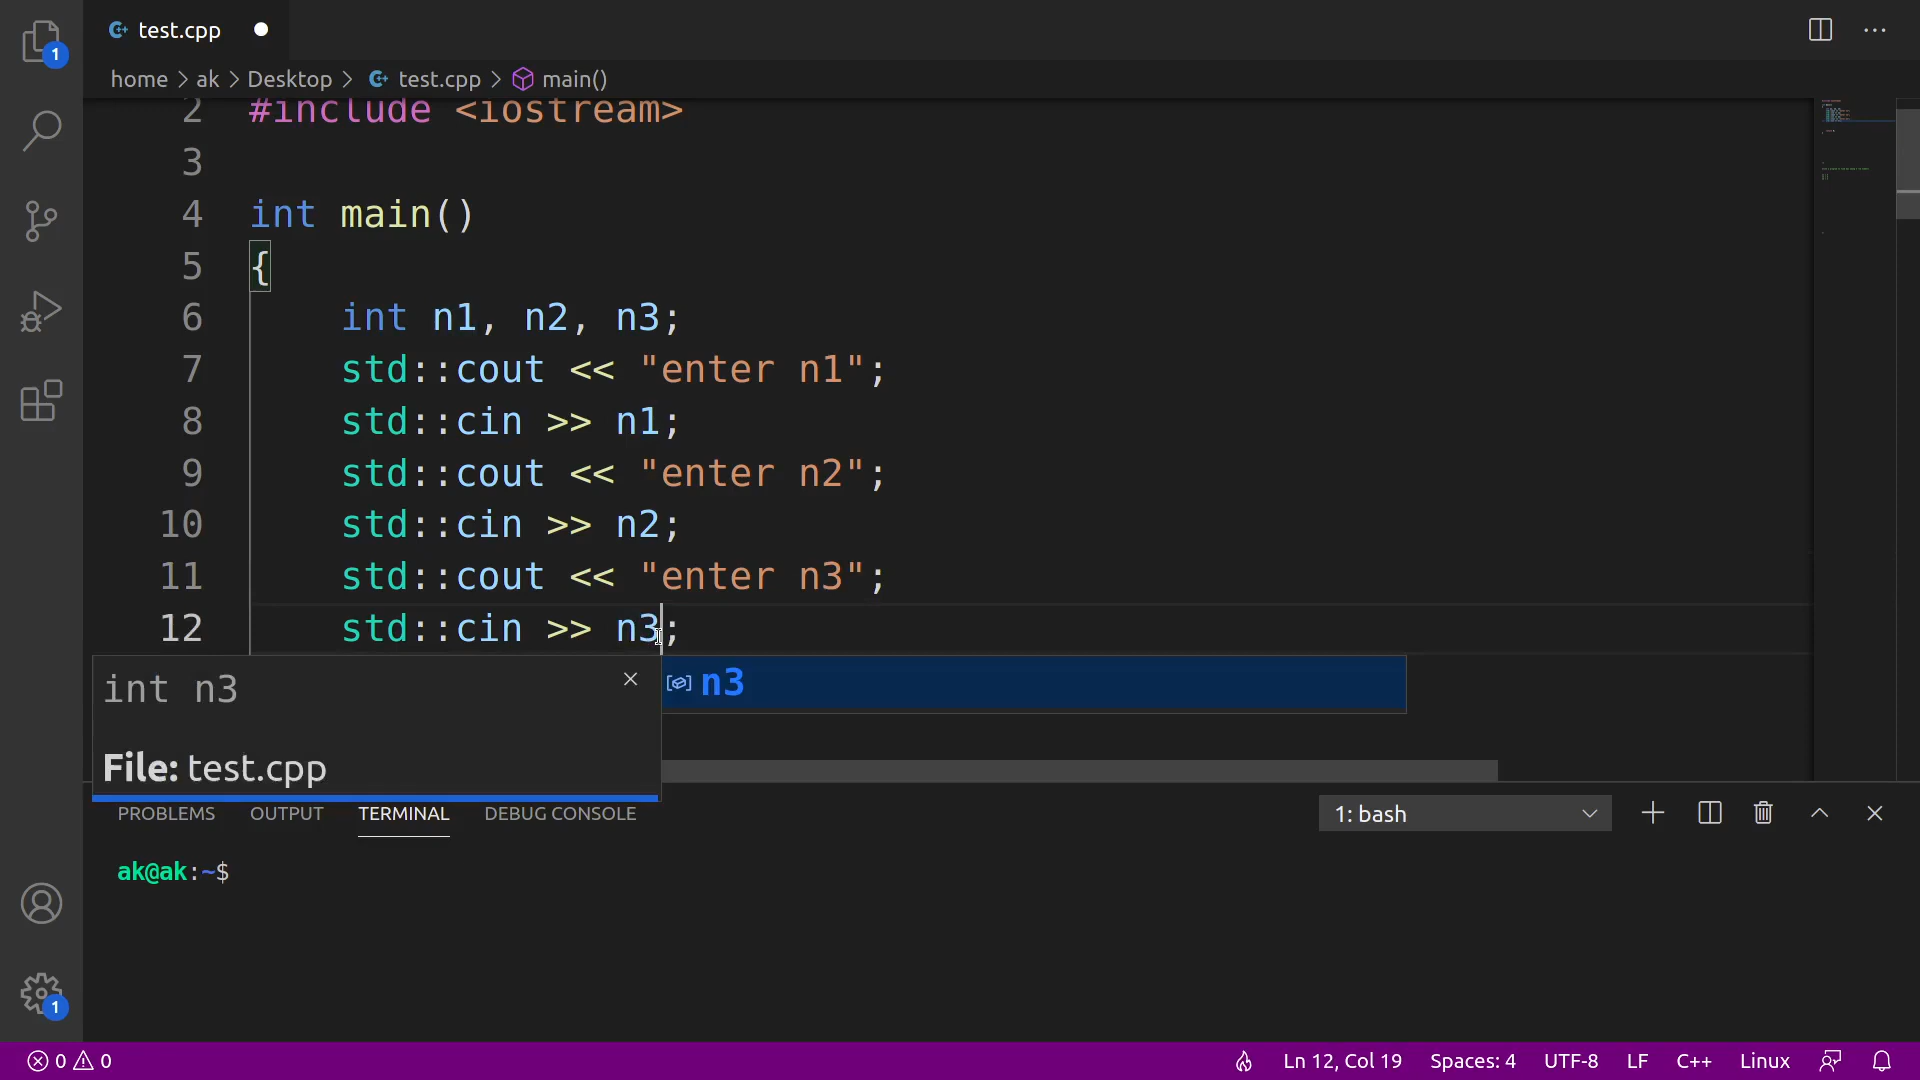 1
test.cpp
home > ak > Desktop > test.cpp > main()
2 #include <iostream>
3
4 int main()
5 {
6 int n1, n2, n3;
7 std::cout << "enter n1";
8 std::cin >> n1;
9 std::cout << "enter n2";
10 std::cin >> n2;
11 std::cout << "enter n3";
12 std::cin >> n3;
int n3
n3
File: test.cpp
PROBLEMS OUTPUT TERMINAL DEBUG CONSOLE 1: bash
ak@ak:~$
1
0 0 Ln 12, Col 19 Spaces: 4 UTF-8 LF C++ Linux